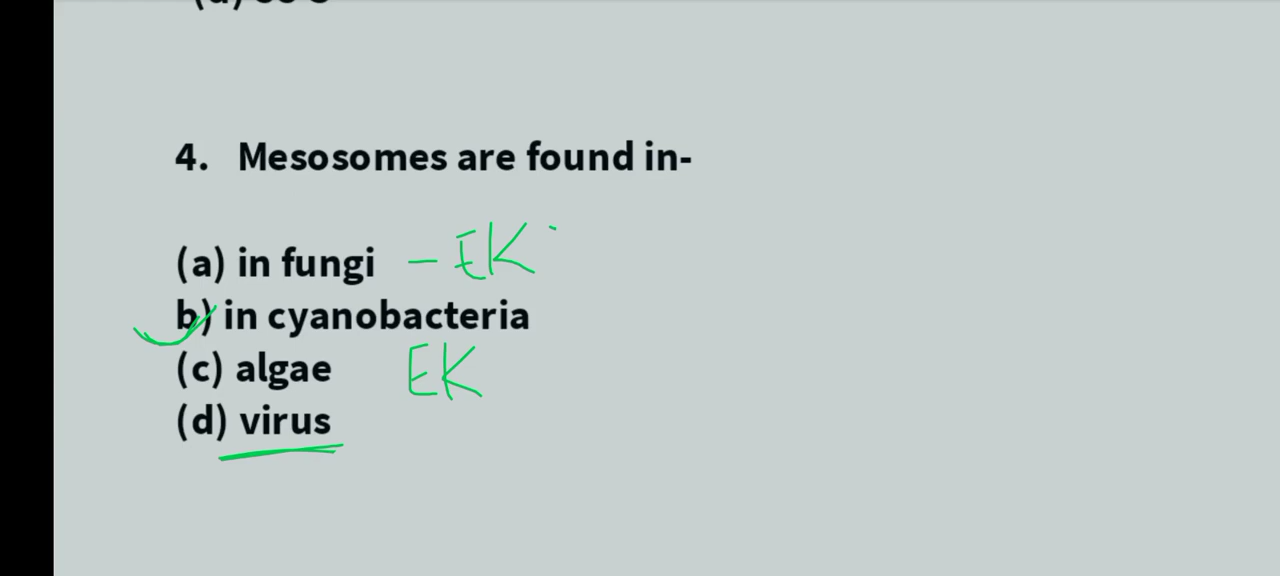 4. Mesosomes are found in-
(a) in fungi - EK
b) in cyanobacteria
(c) algae EK
(d) virus